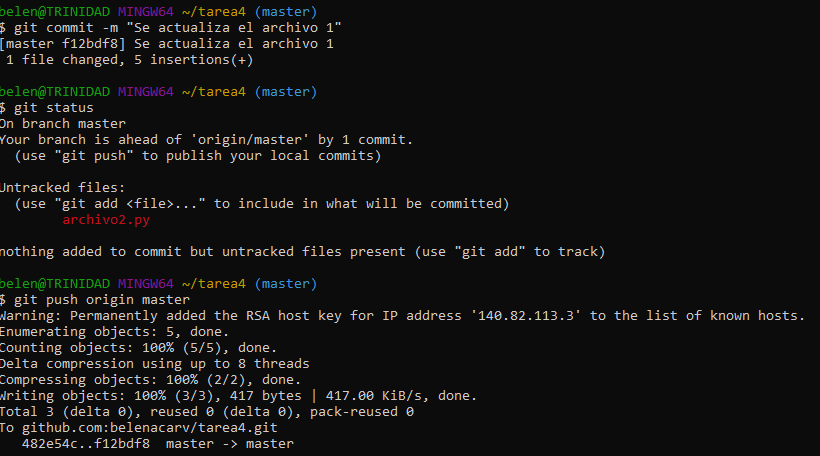 belen@TRINIDAD MINGW64 ~/tarea4 (master)
$ git commit -m "Se actualiza el archivo 1"
[master f12bdf8] Se actualiza el archivo 1
 1 file changed, 5 insertions(+)

belen@TRINIDAD MINGW64 ~/tarea4 (master)
$ git status
On branch master
Your branch is ahead of 'origin/master' by 1 commit.
  (use "git push" to publish your local commits)

Untracked files:
  (use "git add <file>..." to include in what will be committed)
        archivo2.py

nothing added to commit but untracked files present (use "git add" to track)

belen@TRINIDAD MINGW64 ~/tarea4 (master)
$ git push origin master
Warning: Permanently added the RSA host key for IP address '140.82.113.3' to the list of known hosts.
Enumerating objects: 5, done.
Counting objects: 100% (5/5), done.
Delta compression using up to 8 threads
Compressing objects: 100% (2/2), done.
Writing objects: 100% (3/3), 417 bytes | 417.00 KiB/s, done.
Total 3 (delta 0), reused 0 (delta 0), pack-reused 0
To github.com:belenacarv/tarea4.git
   482e54c..f12bdf8  master -> master